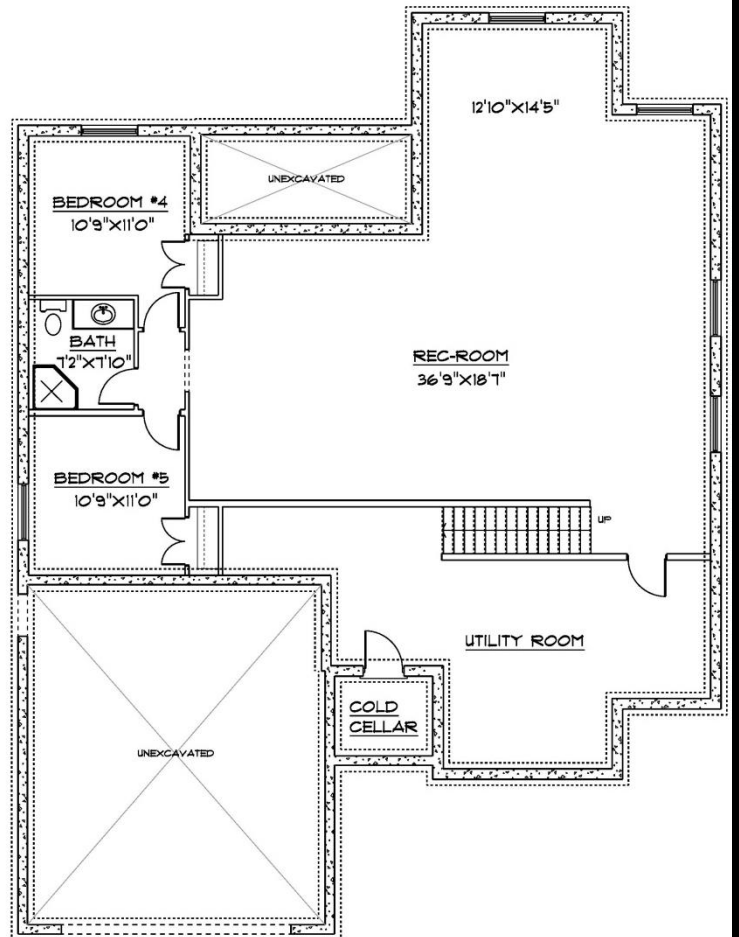 12'10"X14'5"
UNEXCAVATED
BEDROOM #4
10'9"X11'0"
BATH
7'2"X7'10"
REC-ROOM
36'9"X18'7"
BEDROOM #5
10'9"X11'0"
UP
UTILITY ROOM
COLD
CELLAR
UNEXCAVATED